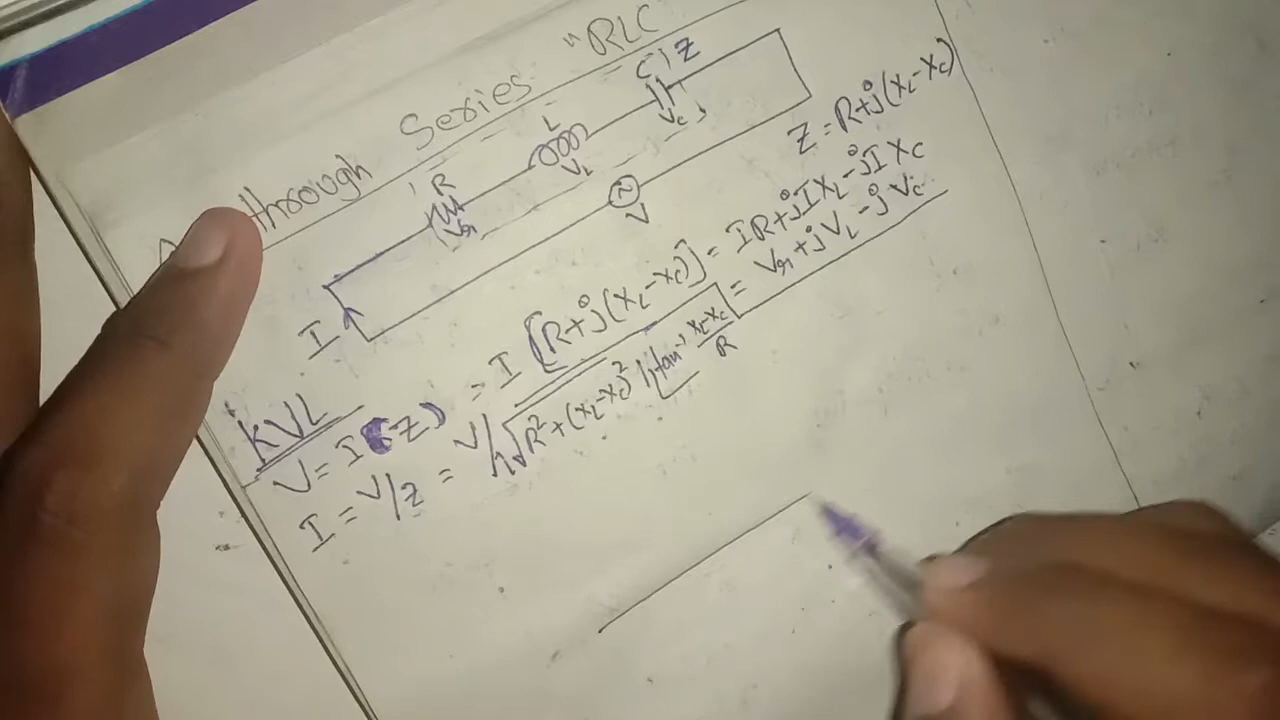 through Series "RLC
R L C Z
Vr VL Vc
V
I
Z = R+j(XL-Xc)
KVL
V = I(Z) = I [R+j(XL-Xc)] = IR+jIXL-jIXc
= Vr+jVL-jVc
I = V/Z = V/√R²+(XL-Xc)² tan⁻¹ XL-Xc/R